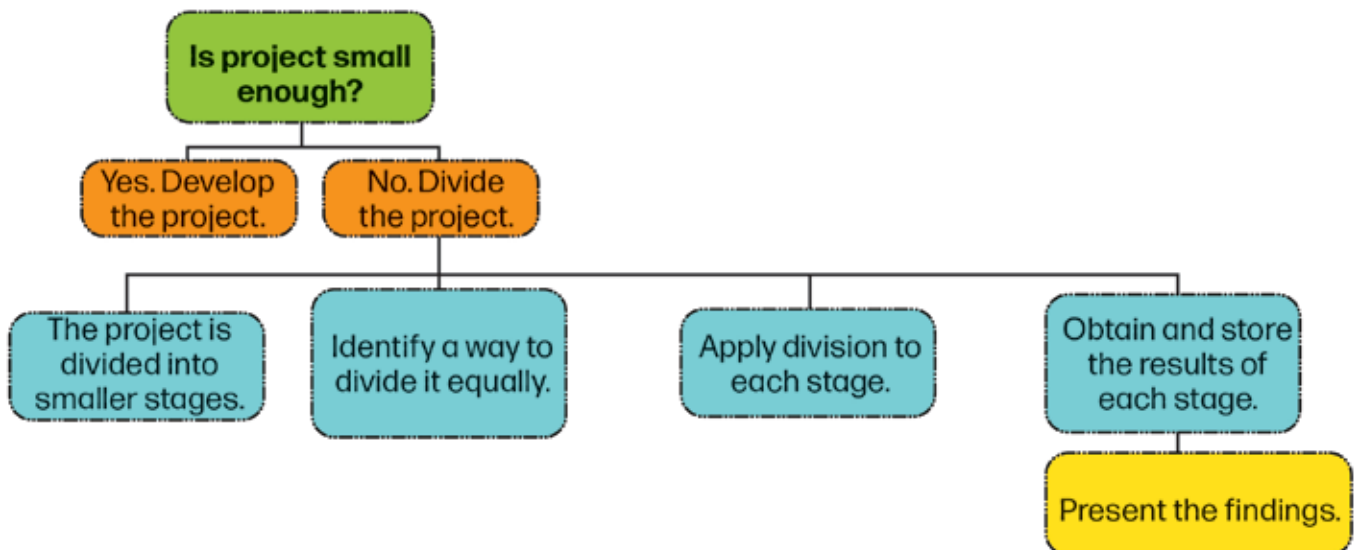 Is project small
enough?
Yes. Develop
the project.
No. Divide
the project.
The project is
divided into
smaller stages.
Identify a way to
divide it equally.
Apply division to
each stage.
Obtain and store
the results of
each stage.
Present the findings.